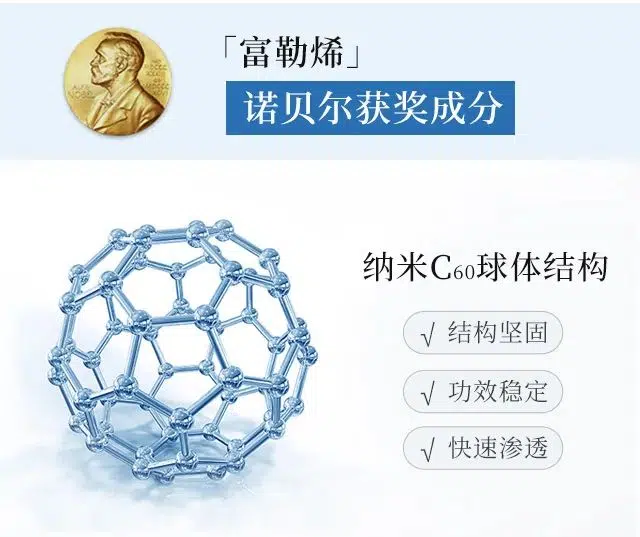 「富勒烯」
诺贝尔获奖成分
纳米C₆₀球体结构
√ 结构坚固
√ 功效稳定
√ 快速渗透